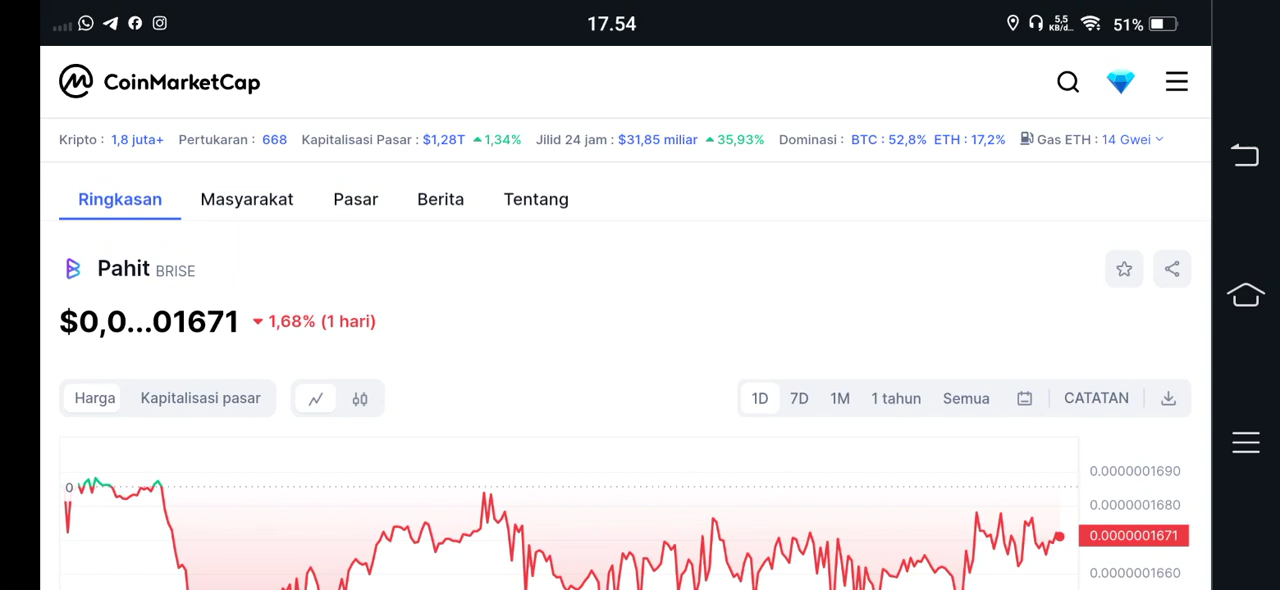 17.54
5,5
KB/d...
51%
CoinMarketCap
Kripto : 1,8 juta+ Pertukaran : 668 Kapitalisasi Pasar : $1,28T 1,34% Jilid 24 jam : $31,85 miliar 35,93% Dominasi : BTC : 52,8% ETH : 17,2% Gas ETH : 14 Gwei
Ringkasan Masyarakat Pasar Berita Tentang
Pahit BRISE
$0,0...01671 1,68% (1 hari)
Harga Kapitalisasi pasar 1D 7D 1M 1 tahun Semua CATATAN
0.0000001690
0
0.0000001680
0.0000001671
0.0000001660